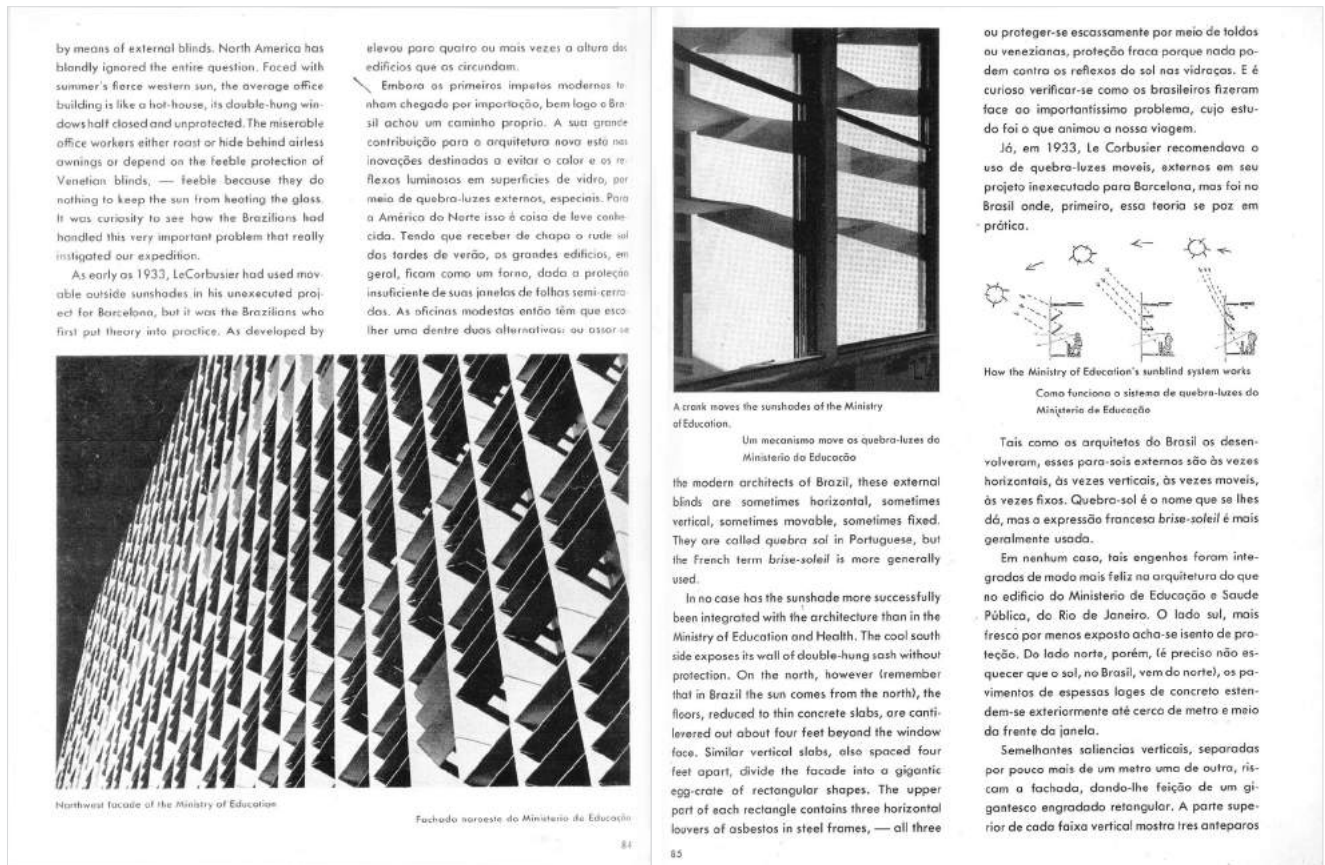 by means of external blinds. North America has
blandly ignored the entire question. Faced with
summer's fierce western sun, the average office
building is like a hot-house, its double-hung win-
dows half closed and unprotected. The miserable
office workers either roast or hide behind airless
awnings or depend on the feeble protection of
Venetian blinds, — feeble because they do
nothing to keep the sun from heating the glass.
It was curiosity to see how the Brazilians had
handled this very important problem that really
instigated our expedition.
As early as 1933, LeCorbusier had used mov-
able outside sunshades in his unexecuted proj-
ect for Barcelona, but it was the Brazilians who
first put theory into practice. As developed by
elevou para quatro ou mais vezes a altura dos
edificios que as circundam.
Embora os primeiros impetos modernos te-
nham chegado por importação, bem logo o Bra-
sil achou um caminho proprio. A sua grande
contribuição para a arquitetura nova esta nas
inovações destinadas a evitar o calor e os re-
flexos luminosos em superficies de vidro, por
meio de quebra-luzes externos, especiais. Para
a América do Norte isso é coisa de leve conhe-
cida. Tendo que receber de chapa o rude sol
das tardes de verão, os grandes edificios, em
geral, ficam como um forno, dada a proteção
insuficiente de suas janelas de folhas semi-cerra-
das. As oficinas modestas então têm que esco-
lher uma dentre duas alternativas: ou assar-se
Northwest facade of the Ministry of Education
Fachada noroeste do Ministerio de Educação
84
A crank moves the sunshades of the Ministry
of Education.
Um mecanismo move os quebra-luzes do
Ministerio da Educacão
the modern architects of Brazil, these external
blinds are sometimes horizontal, sometimes
vertical, sometimes movable, sometimes fixed.
They are called quebra sol in Portuguese, but
the French term brise-soleil is more generally
used.
In no case has the sunshade more successfully
been integrated with the architecture than in the
Ministry of Education and Health. The cool south
side exposes its wall of double-hung sash without
protection. On the north, however (remember
that in Brazil the sun comes from the north), the
floors, reduced to thin concrete slabs, are canti-
levered out about four feet beyond the window
face. Similar vertical slabs, also spaced four
feet apart, divide the facade into a gigantic
egg-crate of rectangular shapes. The upper
part of each rectangle contains three horizontal
louvers of asbestos in steel frames, — all three
85
ou proteger-se escassamente por meio de toldos
ou venezianas, proteção fraca porque nada po-
dem contra os reflexos do sol nas vidraças. E é
curioso verificar-se como os brasileiros fizeram
face ao importantissimo problema, cujo estu-
do foi o que animou a nossa viagem.
Já, em 1933, Le Corbusier recomendava o
uso de quebra-luzes moveis, externos em seu
projeto inexecutado para Barcelona, mas foi no
Brasil onde, primeiro, essa teoria se poz em
prática.
How the Ministry of Education's sunblind system works
Como funciona o sistema de quebra-luzes do
Ministerio de Educação
Tais como os arquitetos do Brasil os desen-
volveram, esses para-sois externos são às vezes
horizontais, às vezes verticais, às vezes moveis,
às vezes fixos. Quebra-sol é o nome que se lhes
dá, mas a expressão francesa brise-soleil é mais
geralmente usada.
Em nenhum caso, tais engenhos foram inte-
grados de modo mais feliz na arquitetura do que
no edificio do Ministerio de Educação e Saude
Pública, do Rio de Janeiro. O lado sul, mais
fresco por menos exposto acha-se isento de pro-
teção. Do lado norte, porém, (é preciso não es-
quecer que o sol, no Brasil, vem do norte), os pa-
vimentos de espessas lages de concreto esten-
dem-se exteriormente até cerca de metro e meio
da frente da janela.
Semelhantes saliencias verticais, separadas
por pouco mais de um metro uma de outra, ris-
cam a fachada, dando-lhe feição de um gi-
gantesco engradado retangular. A parte supe-
rior de cada faixa vertical mostra tres anteparos